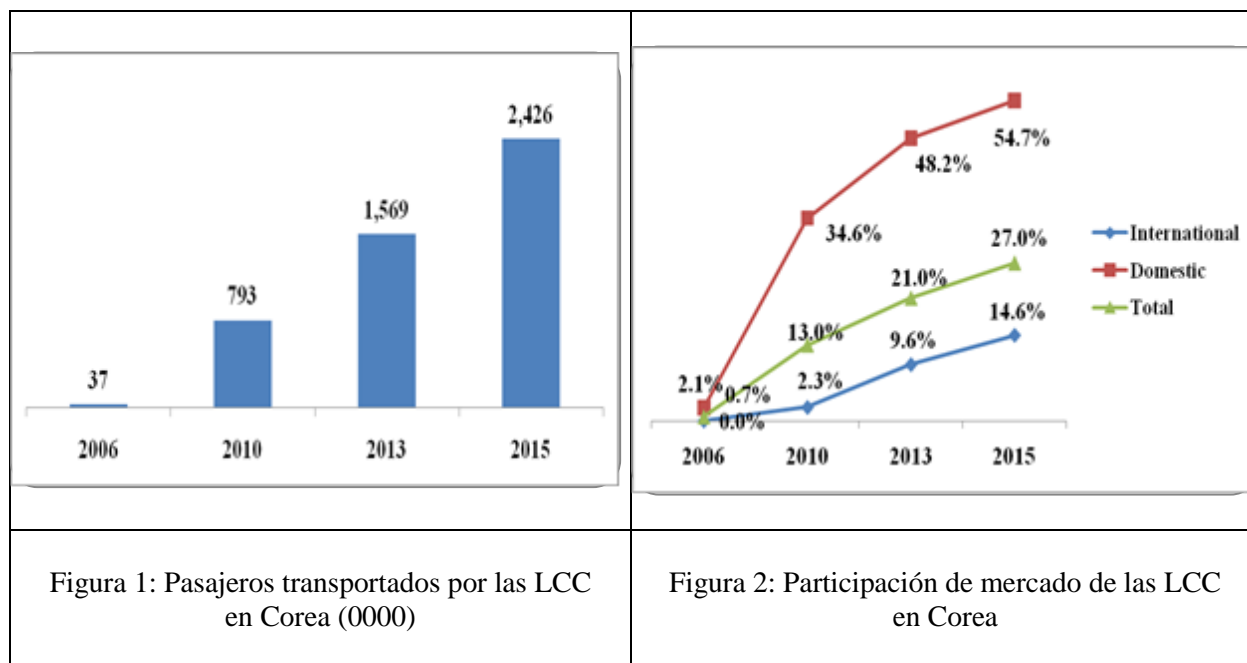 2,426
1,569
793
37
2006 2010 2013 2015
54.7%
48.2%
34.6%
27.0%
21.0%
14.6%
13.0%
9.6%
2.3%
2.1%
0.7%
0.0%
2006 2010 2013 2015
International
Domestic
Total
Figura 1: Pasajeros transportados por las LCC
en Corea (0000)
Figura 2: Participación de mercado de las LCC
en Corea